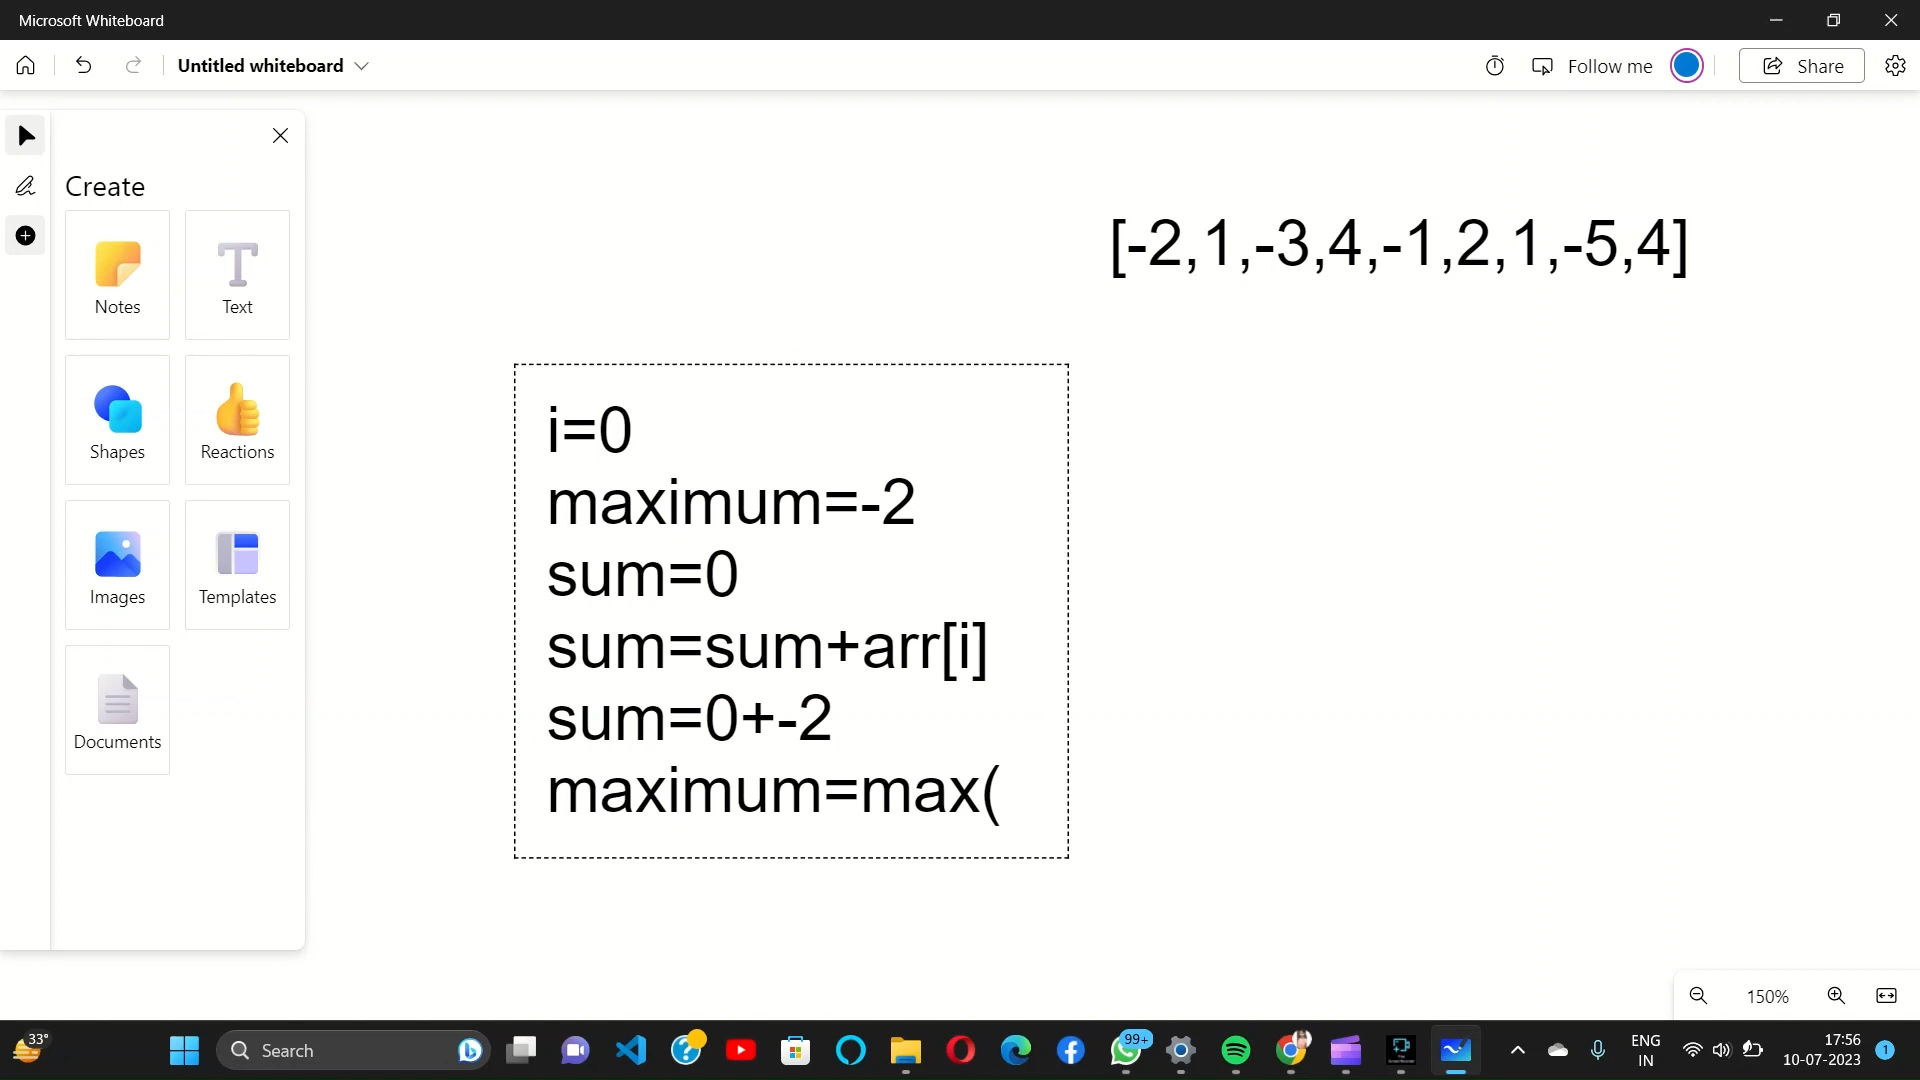 Microsoft Whiteboard
Untitled whiteboard
Follow me
Share
Create
Notes
Text
Shapes
Reactions
Images
Templates
Documents
[-2,1,-3,4,-1,2,1,-5,4]
i=0
maximum=-2
sum=0
sum=sum+arr[i]
sum=0+-2
maximum=max(
150%
33°
Search
99+
ENG
IN
17:56
10-07-2023
1